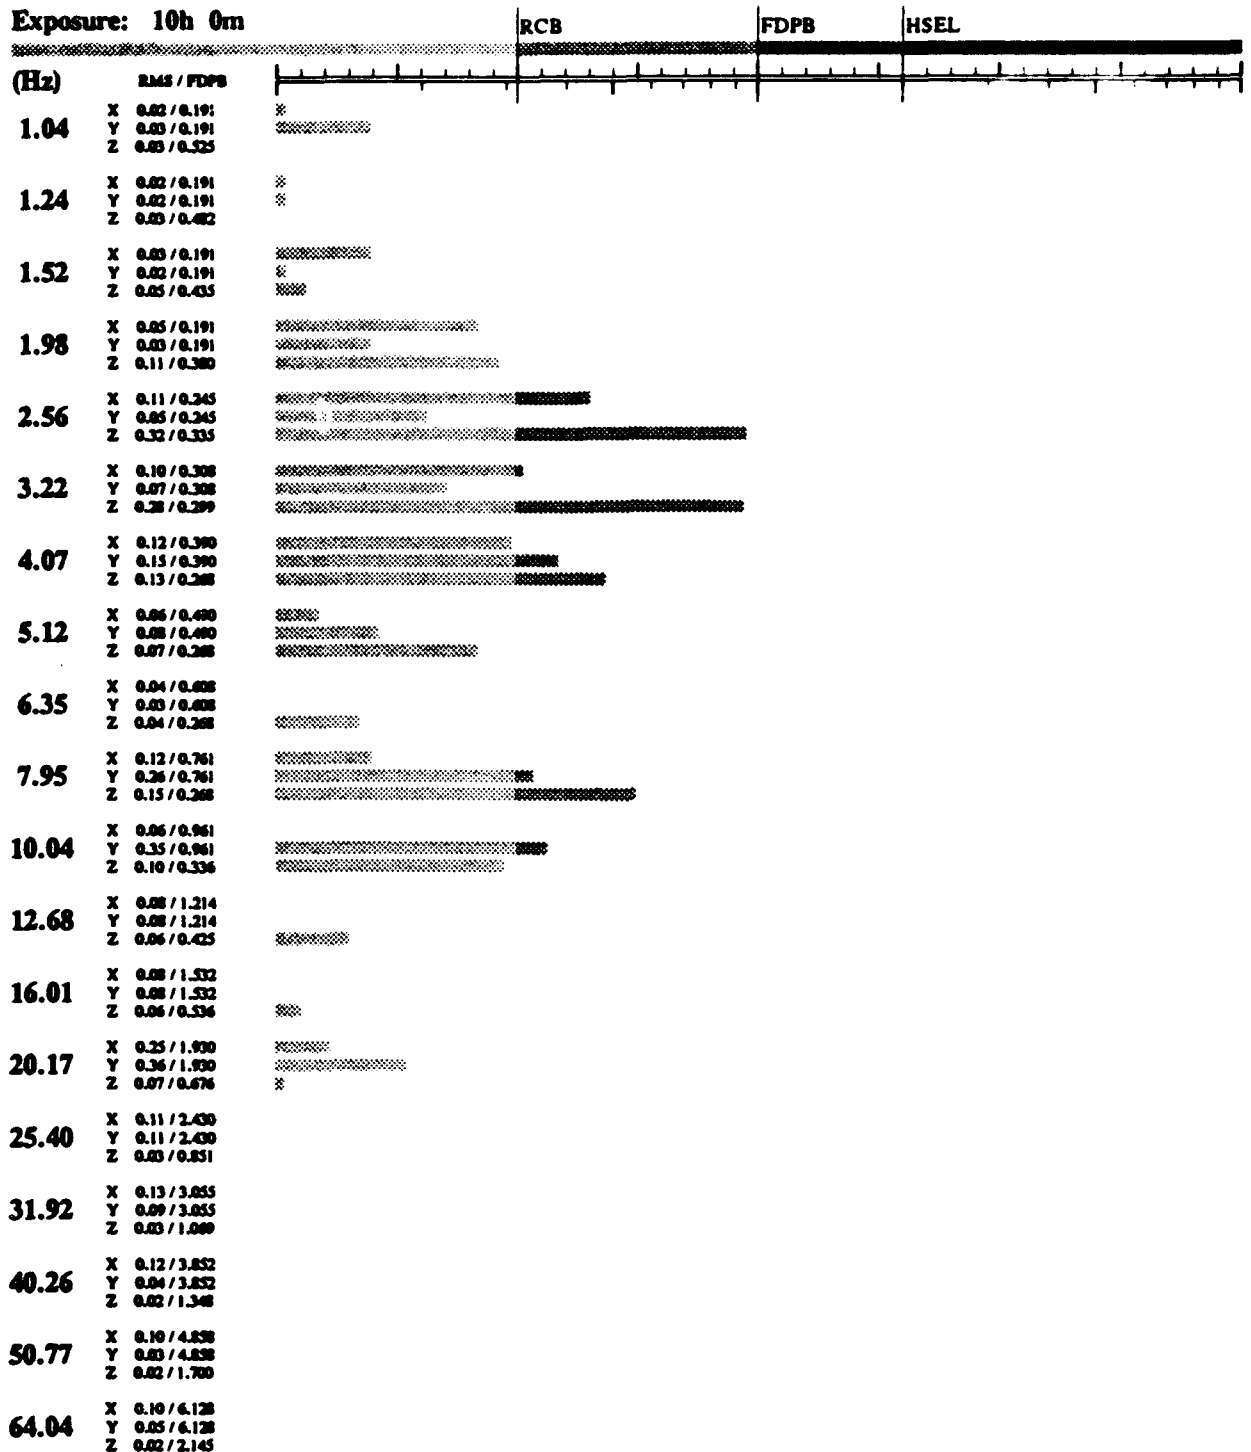 Exposure: 10h 0m
RCB FDPB HSEL
(Hz) RMS / FDPB
1.04
X 0.02 / 0.191
Y 0.03 / 0.191
Z 0.03 / 0.525
1.24
X 0.02 / 0.191
Y 0.02 / 0.191
Z 0.03 / 0.482
1.52
X 0.03 / 0.191
Y 0.02 / 0.191
Z 0.05 / 0.435
1.98
X 0.05 / 0.191
Y 0.03 / 0.191
Z 0.11 / 0.380
2.56
X 0.11 / 0.245
Y 0.05 / 0.245
Z 0.32 / 0.335
3.22
X 0.10 / 0.308
Y 0.07 / 0.308
Z 0.28 / 0.299
4.07
X 0.12 / 0.390
Y 0.15 / 0.390
Z 0.13 / 0.268
5.12
X 0.06 / 0.490
Y 0.08 / 0.490
Z 0.07 / 0.268
6.35
X 0.04 / 0.608
Y 0.03 / 0.608
Z 0.04 / 0.268
7.95
X 0.12 / 0.761
Y 0.26 / 0.761
Z 0.15 / 0.268
10.04
X 0.06 / 0.961
Y 0.35 / 0.961
Z 0.10 / 0.336
12.68
X 0.08 / 1.214
Y 0.08 / 1.214
Z 0.06 / 0.425
16.01
X 0.08 / 1.532
Y 0.08 / 1.532
Z 0.06 / 0.536
20.17
X 0.25 / 1.930
Y 0.36 / 1.930
Z 0.07 / 0.676
25.40
X 0.11 / 2.430
Y 0.11 / 2.430
Z 0.03 / 0.851
31.92
X 0.13 / 3.055
Y 0.09 / 3.055
Z 0.03 / 1.069
40.26
X 0.12 / 3.852
Y 0.04 / 3.852
Z 0.02 / 1.348
50.77
X 0.10 / 4.858
Y 0.03 / 4.858
Z 0.02 / 1.700
64.04
X 0.10 / 6.128
Y 0.05 / 6.128
Z 0.02 / 2.145